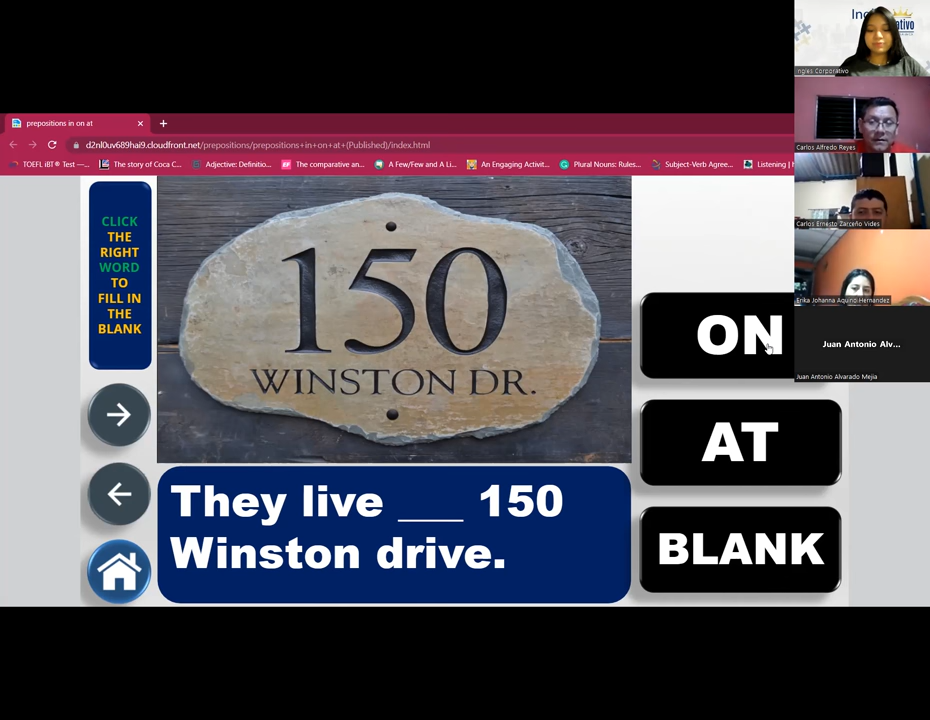 prepositions in on at
d2nl0uv689hai9.cloudfront.net/prepositions/prepositions+in+on+at+(Published)/index.html
TOEFL iBT® Test —...
The story of Coca C...
Adjective: Definitio...
The comparative an...
A Few/Few and A Li...
An Engaging Activit...
Plural Nouns: Rules...
Subject-Verb Agree...
CLICK
THE
RIGHT
WORD
TO
FILL IN
THE
BLANK
150
WINSTON DR.
They live ___ 150
Winston drive.
ON
AT
BLANK
Ingles Corporativo
Carlos Alfredo Reyes
Carlos Ernesto Zarceño Vides
Erika Johanna Aquino Hernandez
Juan Antonio Alv...
Juan Antonio Alvarado Mejia